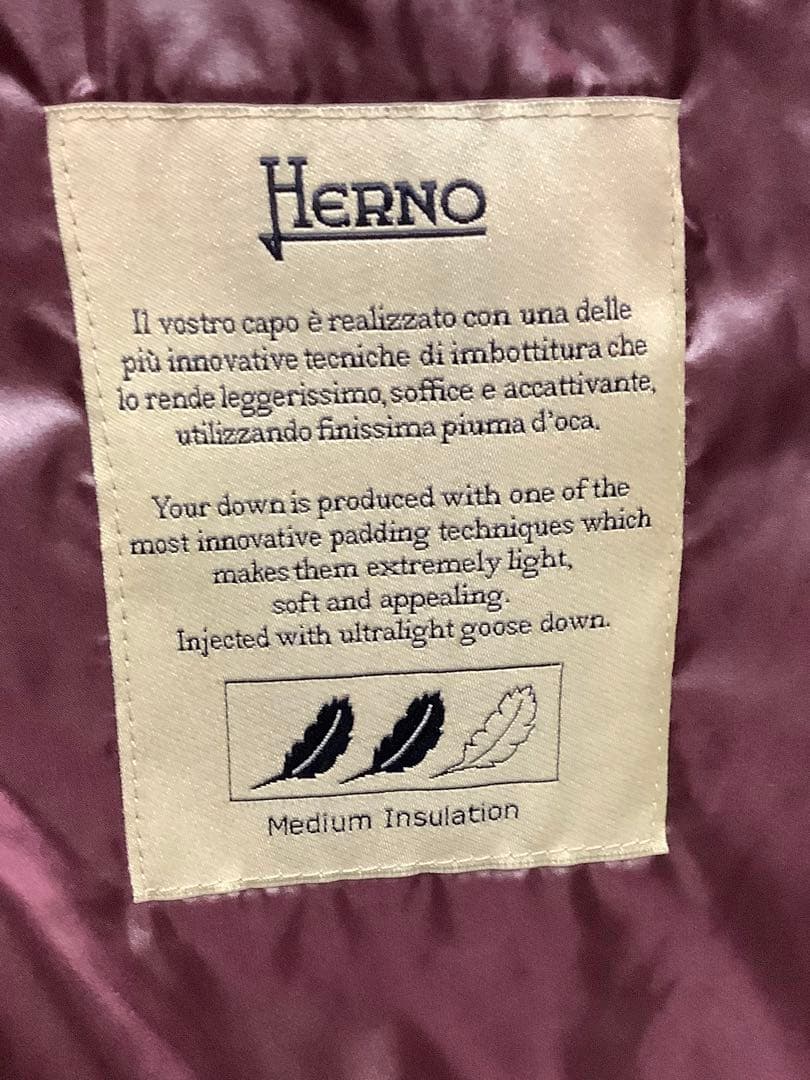 HERNO
Il vostro capo è realizzato con una delle
più innovative tecniche di imbottitura che
lo rende leggerissimo, soffice e accattivante,
utilizzando finissima piuma d'oca.
Your down is produced with one of the
most innovative padding techniques which
makes them extremely light,
soft and appealing.
Injected with ultralight goose down.
Medium Insulation